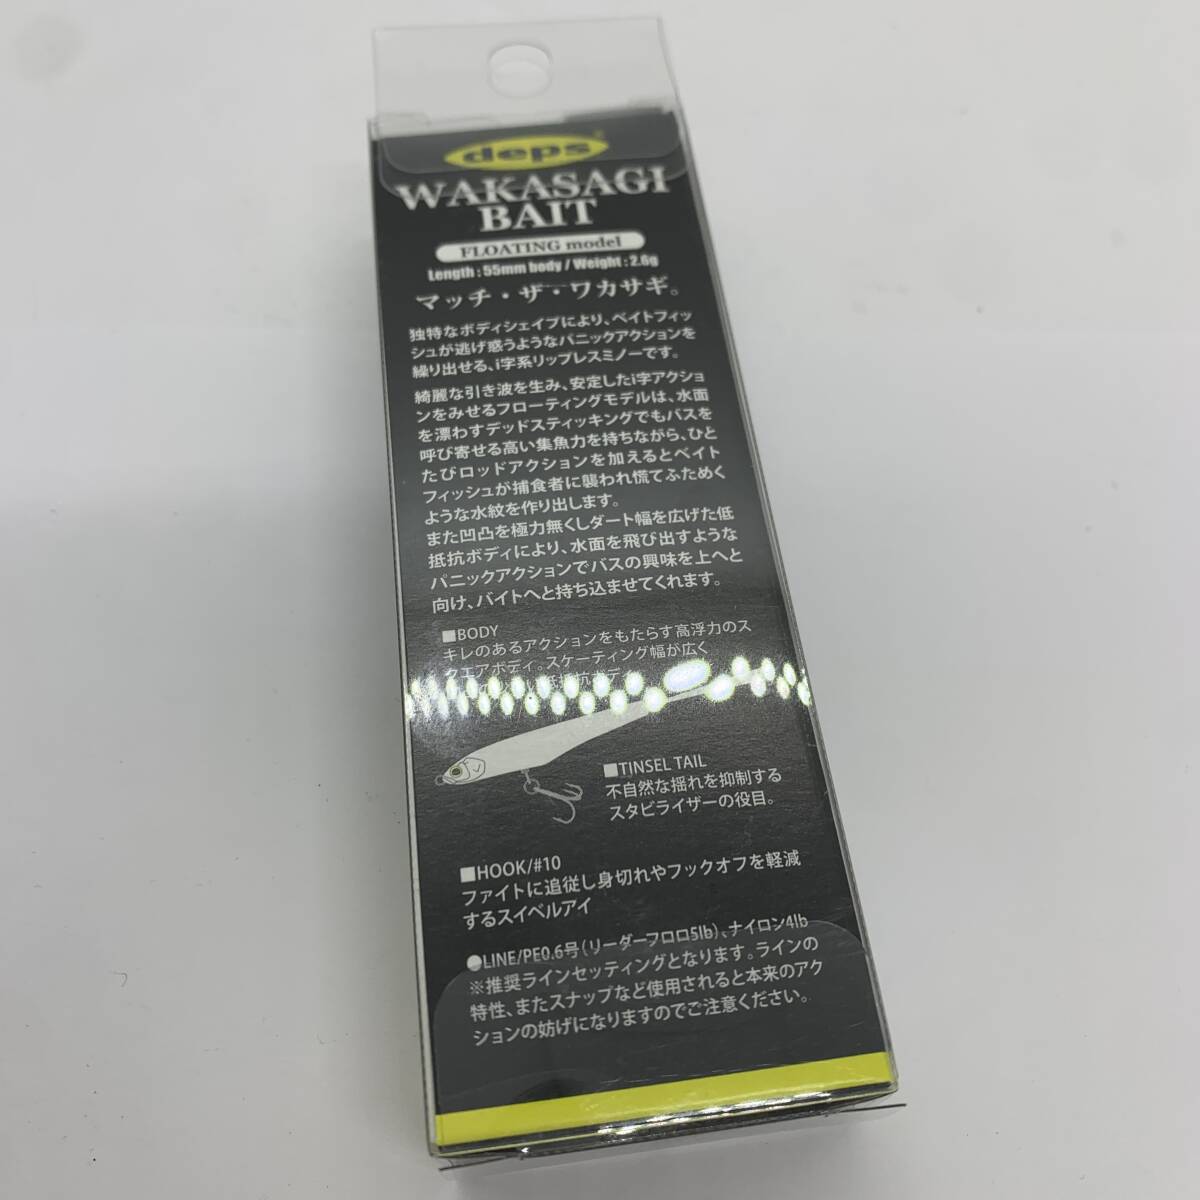 deps
WAKASAGI
BAIT
FLOATING model
Length : 55mm body / Weight : 2.6g
マッチ・ザ・ワカサギ。
独特なボディシェイプにより、ベイトフィッ
シュが逃げ惑うようなパニックアクションを
繰り出せる、i字系リップレスミノーです。
綺麗な引き波を生み、安定したi字アクショ
ンをみせるフローティングモデルは、水面
を漂わすデッドスティッキングでもバスを
呼び寄せる高い集魚力を持ちながら、ひと
たびロッドアクションを加えるとベイト
フィッシュが捕食者に襲われ慌てふためく
ような水紋を作り出します。
また凹凸を極力無くしダート幅を広げた低
抵抗ボディにより、水面を飛び出すような
パニックアクションでバスの興味を上へと
向け、バイトへと持ち込ませてくれます。
■BODY
キレのあるアクションをもたらす高浮力のス
クエアボディ。スケーティング幅が広く
抵抗ボデ
■TINSEL TAIL
不自然な揺れを抑制する
スタビライザーの役目。
■HOOK/#10
ファイトに追従し身切れやフックオフを軽減
するスイベルアイ
●LINE/PE0.6号(リーダーフロロ5lb)、ナイロン4lb
※推奨ラインセッティングとなります。ラインの
特性、またスナップなど使用されると本来のアク
ションの妨げになりますのでご注意ください。